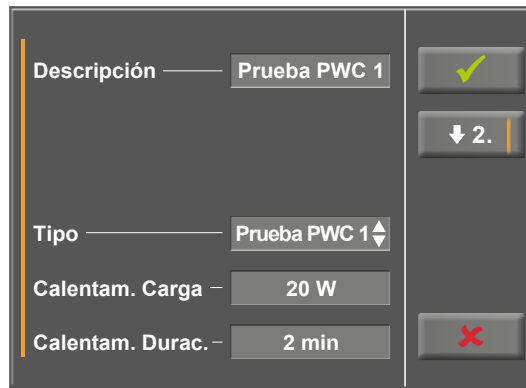 Descripción Prueba PWC 1
2.
Tipo Prueba PWC 1
Calentam. Carga 20 W
Calentam. Durac. 2 min